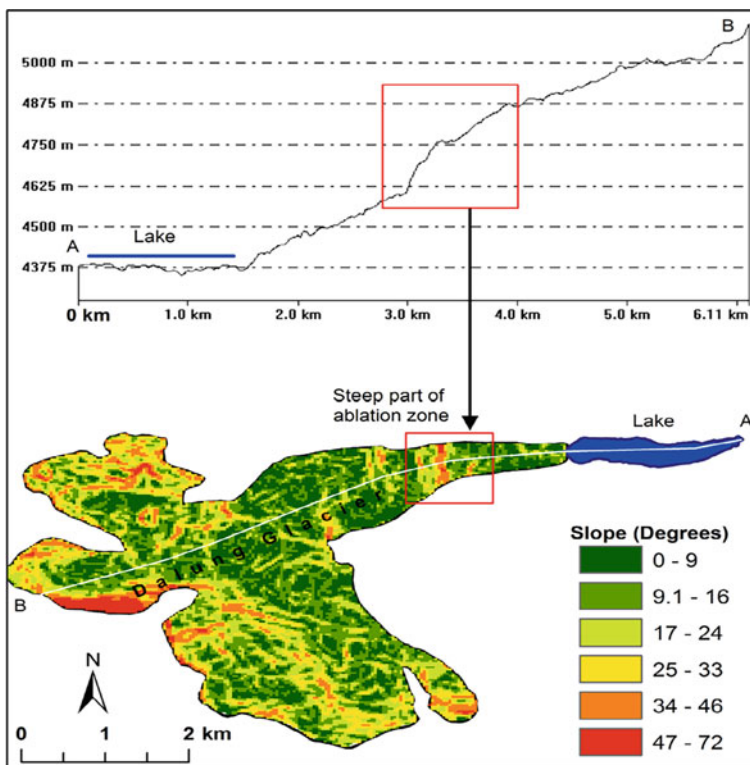 B
5000 m
4875 m
4750 m
4625 m
4500 m
A
Lake
4375 m
0 km 1.0 km 2.0 km 3.0 km 4.0 km 5.0 km 6.11 km
Steep part of
ablation zone
Lake
A
Dalung Glacier
B
Slope (Degrees)
0 - 9
9.1 - 16
17 - 24
25 - 33
34 - 46
47 - 72
N
0 1 2 km